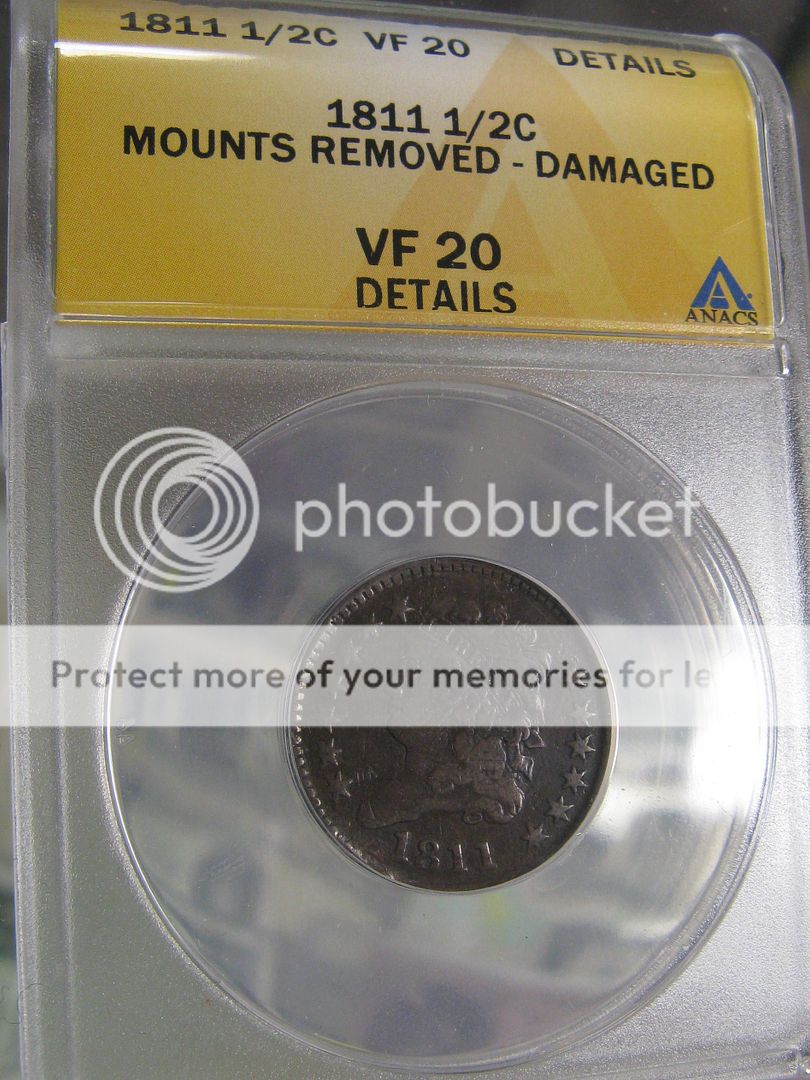 1811 1/2C VF 20 DETAILS
1811 1/2C
MOUNTS REMOVED - DAMAGED
VF 20
DETAILS
ANACS
photobucket
Protect more of your memories for le
1811